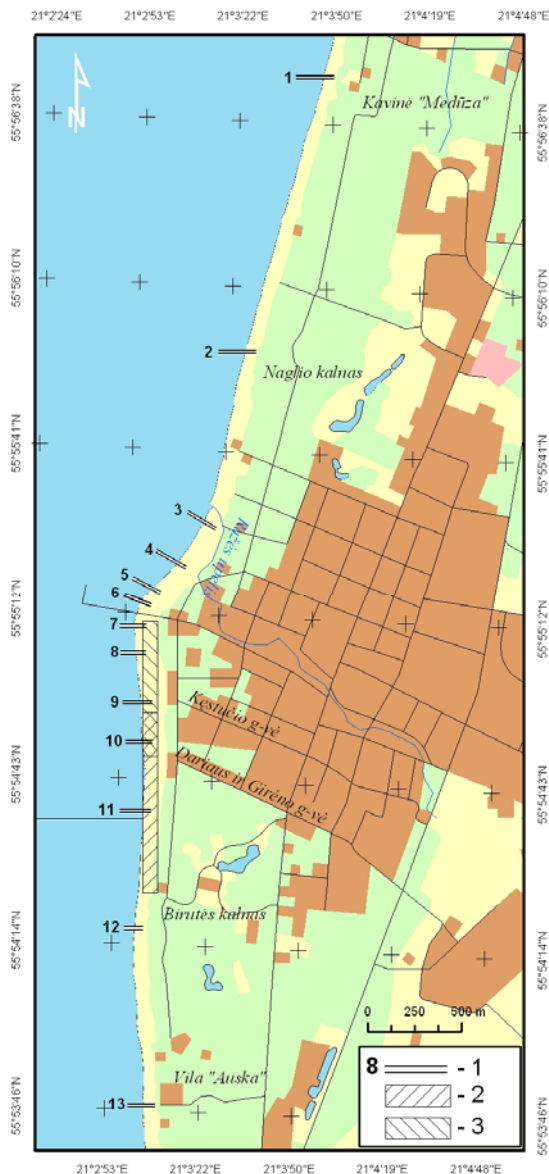 21°2'24"E 21°2'53"E 21°3'22"E 21°3'50"E 21°4'19"E 21°4'48"E
1
Kavinė "Medūza"
N
55°56'38"N
55°56'38"N
55°56'10"N
55°56'10"N
2
Naglio kalnas
55°55'41"N
55°55'41"N
3
4
5
6
55°55'12"N
55°55'12"N
7
8
9
Kęstučio g-vė
10
Dariaus ir Girėno g-vė
55°54'43"N
55°54'43"N
11
Birutės kalnas
12
55°54'14"N
55°54'14"N
0 250 500 m
8 - 1
- 2
- 3
Vila "Auska"
13
55°53'46"N
55°53'46"N
21°2'53"E 21°3'22"E 21°3'50"E 21°4'19"E 21°4'48"E